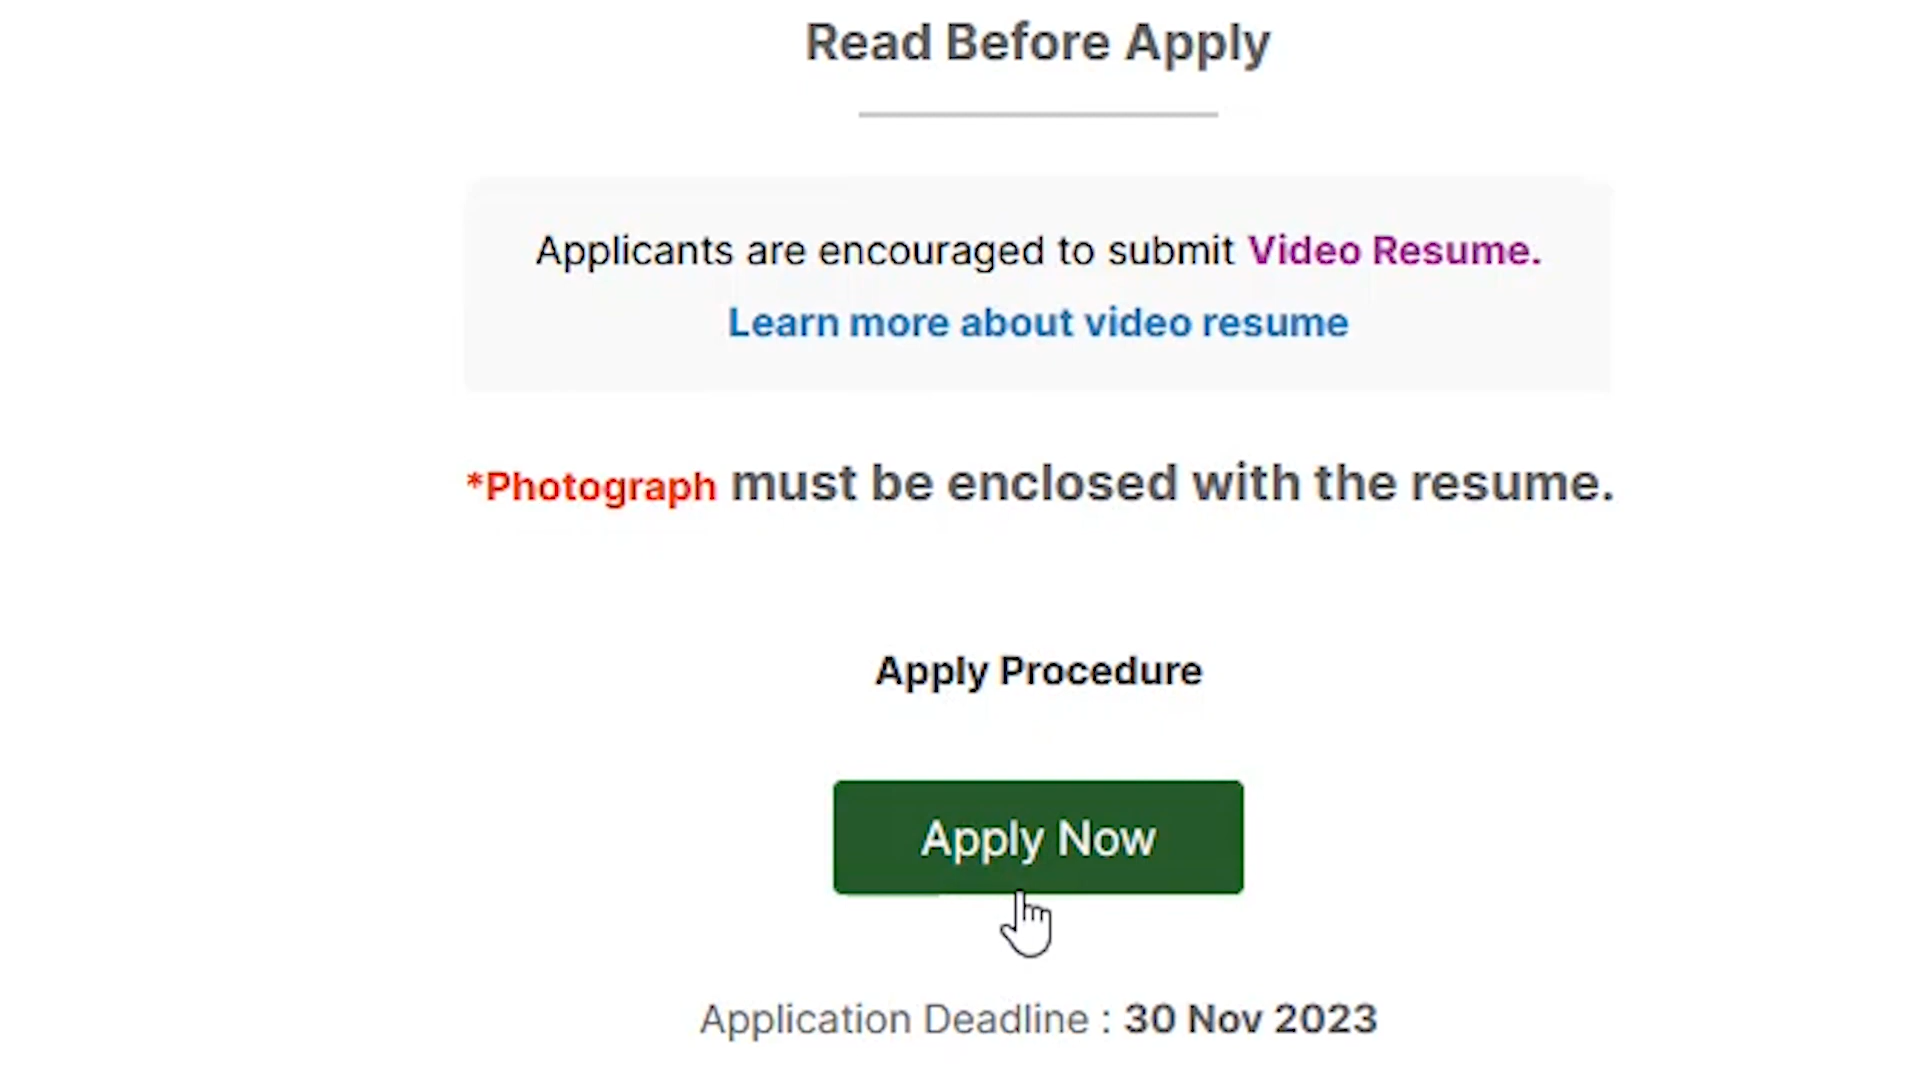 Read Before Apply
Applicants are encouraged to submit Video Resume.
Learn more about video resume
*Photograph must be enclosed with the resume.
Apply Procedure
Apply Now
Application Deadline : 30 Nov 2023